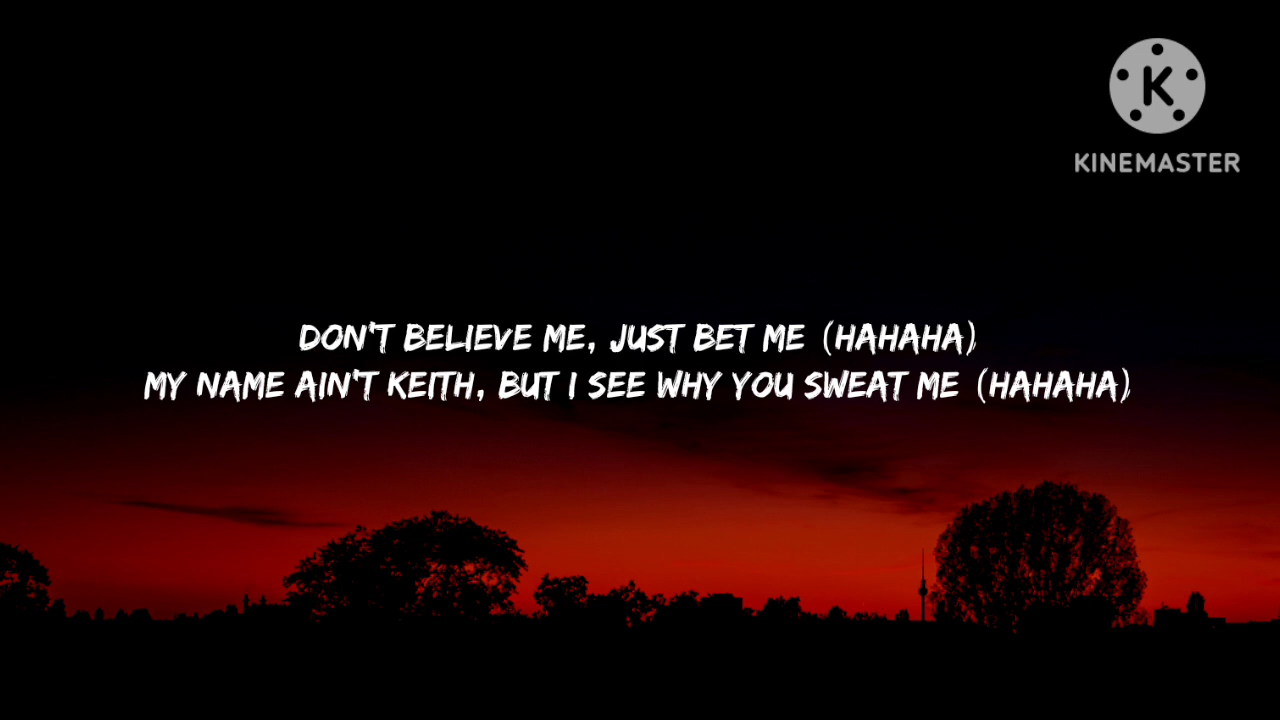 K
KINEMASTER
DON'T BELIEVE ME, JUST BET ME (HAHAHA)
MY NAME AIN'T KEITH, BUT I SEE WHY YOU SWEAT ME (HAHAHA)